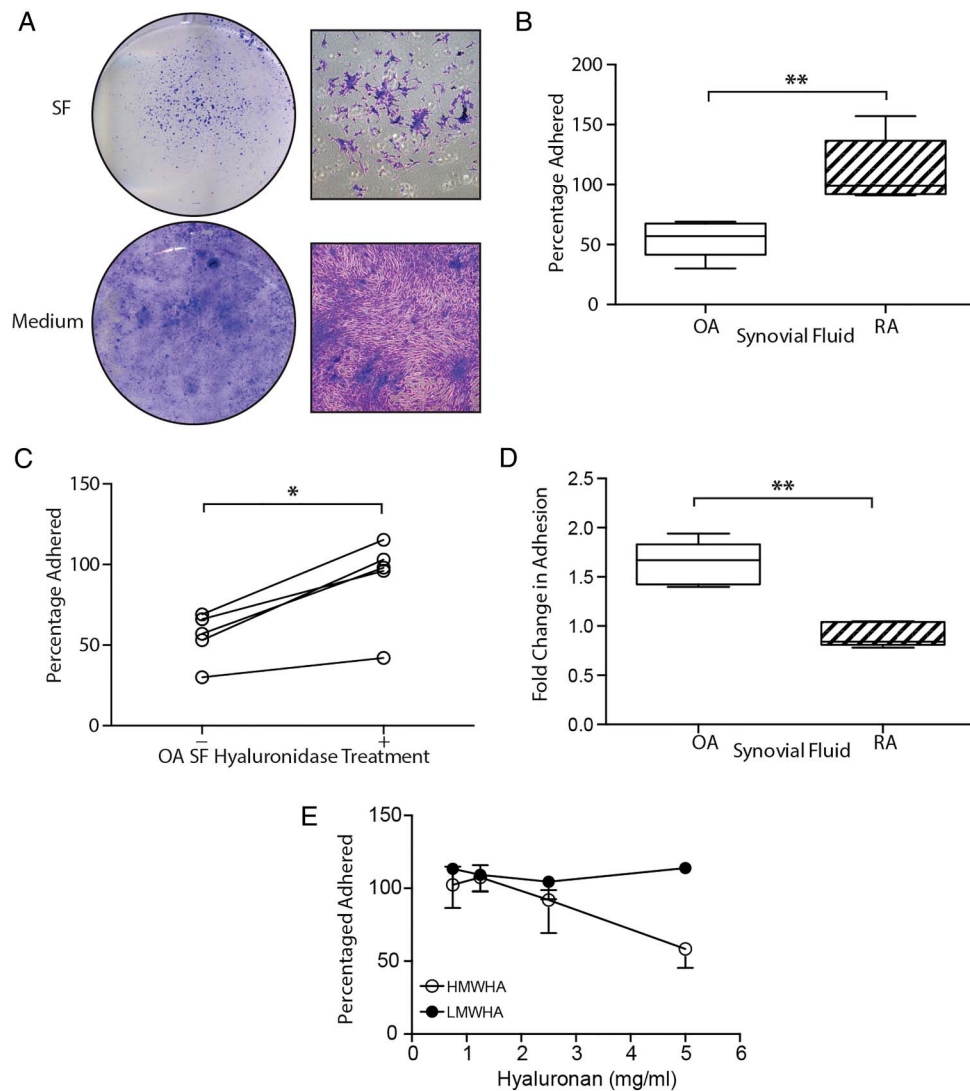 A
SF
Medium
B
Percentage Adhered
200
150
100
50
0
**
OA
RA
Synovial Fluid
C
Percentage Adhered
150
100
50
0
*
–
+
OA SF Hyaluronidase Treatment
D
Fold Change in Adhesion
2.5
2.0
1.5
1.0
0.5
0.0
**
OA
RA
Synovial Fluid
E
Percentaged Adhered
150
100
50
0
HMWHA
LMWHA
0 1 2 3 4 5 6
Hyaluronan (mg/ml)